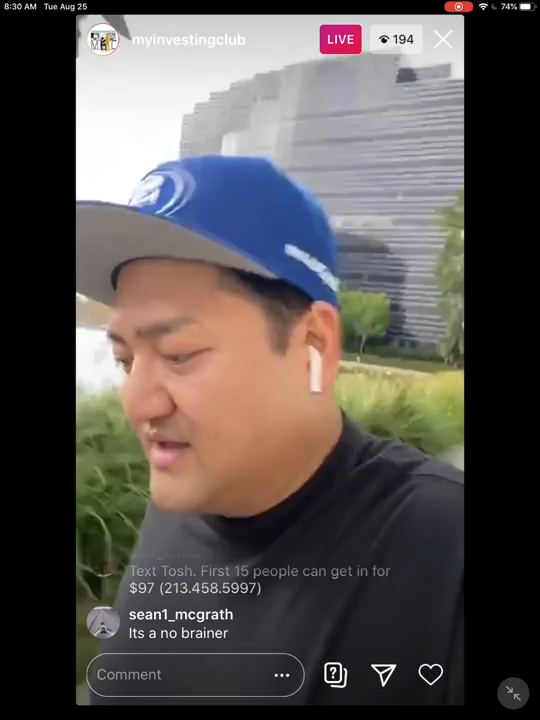 8:30 AM Tue Aug 25
74%
myinvestingclub
LIVE
194
Text Tosh. First 15 people can get in for
$97 (213.458.5997)
sean1_mcgrath
Its a no brainer
Comment